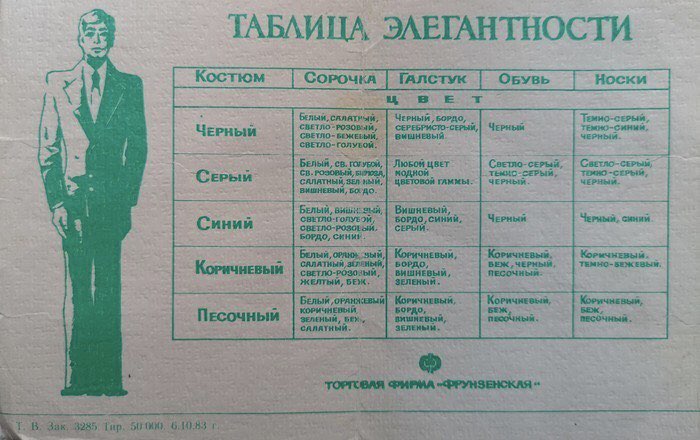 ТАБЛИЦА ЭЛЕГАНТНОСТИ
Костюм Сорочка Галстук Обувь Носки
ЦВЕТ
Черный
Белый, салатный,
светло-розовый,
светло-бежевый,
светло-голубой.
Черный, бордо,
серебристо-серый,
вишневый.
Черный
Темно-серый,
темно-синий,
черный.
Серый
Белый, св. голубой,
св. розовый, бирюза,
салатный, зеленый,
вишневый, бордо.
Любой цвет
модной
цветовой гаммы.
Светло-серый,
темно-серый,
черный.
Светло-серый,
темно-серый,
черный.
Синий
Белый, вишневый,
светло-голубой,
светло-розовый.
бордо, синий.
Вишневый,
бордо, синий,
серый.
Черный
Черный, синий.
Коричневый
Белый, оранжевый,
салатный, зеленый,
светло-розовый,
желтый, беж.
Коричневый,
бордо,
вишневый,
зеленый.
Коричневый,
беж, черный,
песочный.
Коричневый.
темно-бежевый.
Песочный
Белый, оранжевый
коричневый
зеленый, беж,
салатный.
Коричневый,
бордо,
вишневый,
зеленый.
Коричневый,
беж,
песочный.
Коричневый,
беж,
песочный.
ТОРГОВАЯ ФИРМА «ФРУНЗЕНСКАЯ»
Т. В. Зак. 3285 Тир. 50 000 6.10.83 г.